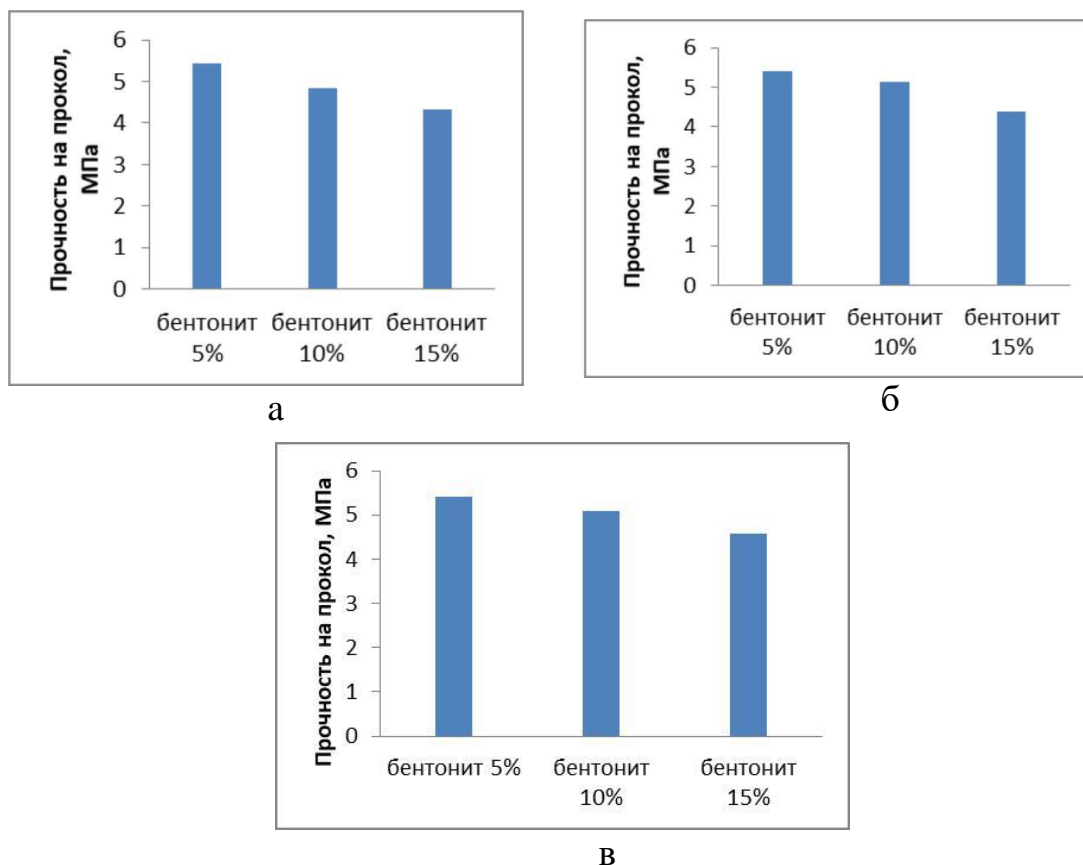 Прочность на прокол,
МПа
6
5
4
3
2
1
0
бентонит бентонит бентонит
5% 10% 15%
а
Прочность на прокол,
МПа
6
5
4
3
2
1
0
бентонит бентонит бентонит
5% 10% 15%
б
Прочность на прокол, МПа
6
5
4
3
2
1
0
бентонит 5% бентонит бентонит
10% 15%
в